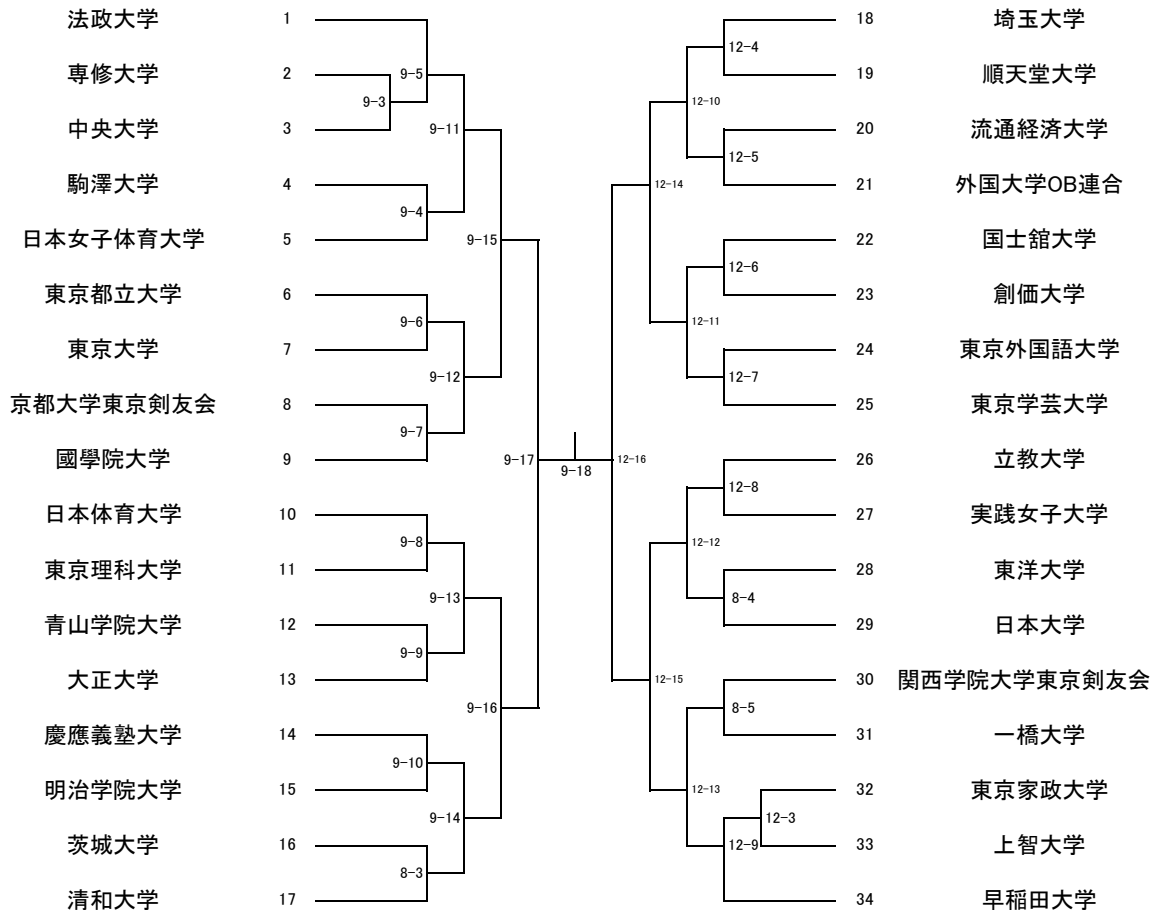 法政大学 1
専修大学 2
中央大学 3
駒澤大学 4
日本女子体育大学 5
東京都立大学 6
東京大学 7
京都大学東京剣友会 8
國學院大学 9
日本体育大学 10
東京理科大学 11
青山学院大学 12
大正大学 13
慶應義塾大学 14
明治学院大学 15
茨城大学 16
清和大学 17
9-5
9-3
9-11
9-4
9-15
9-6
9-12
9-7
9-17
9-8
9-13
9-9
9-16
9-10
9-14
8-3
9-18
12-4
12-10
12-5
12-14
12-6
12-11
12-7
12-16
12-8
12-12
8-4
12-15
8-5
12-13
12-3
12-9
18 埼玉大学
19 順天堂大学
20 流通経済大学
21 外国大学OB連合
22 国士舘大学
23 創価大学
24 東京外国語大学
25 東京学芸大学
26 立教大学
27 実践女子大学
28 東洋大学
29 日本大学
30 関西学院大学東京剣友会
31 一橋大学
32 東京家政大学
33 上智大学
34 早稲田大学